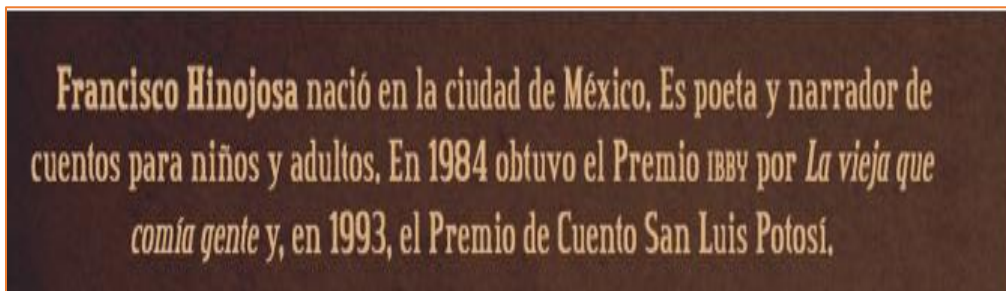 Francisco Hinojosa nació en la ciudad de México. Es poeta y narrador de
cuentos para niños y adultos. En 1984 obtuvo el Premio IBBY por La vieja que
comía gente y, en 1993, el Premio de Cuento San Luis Potosí.